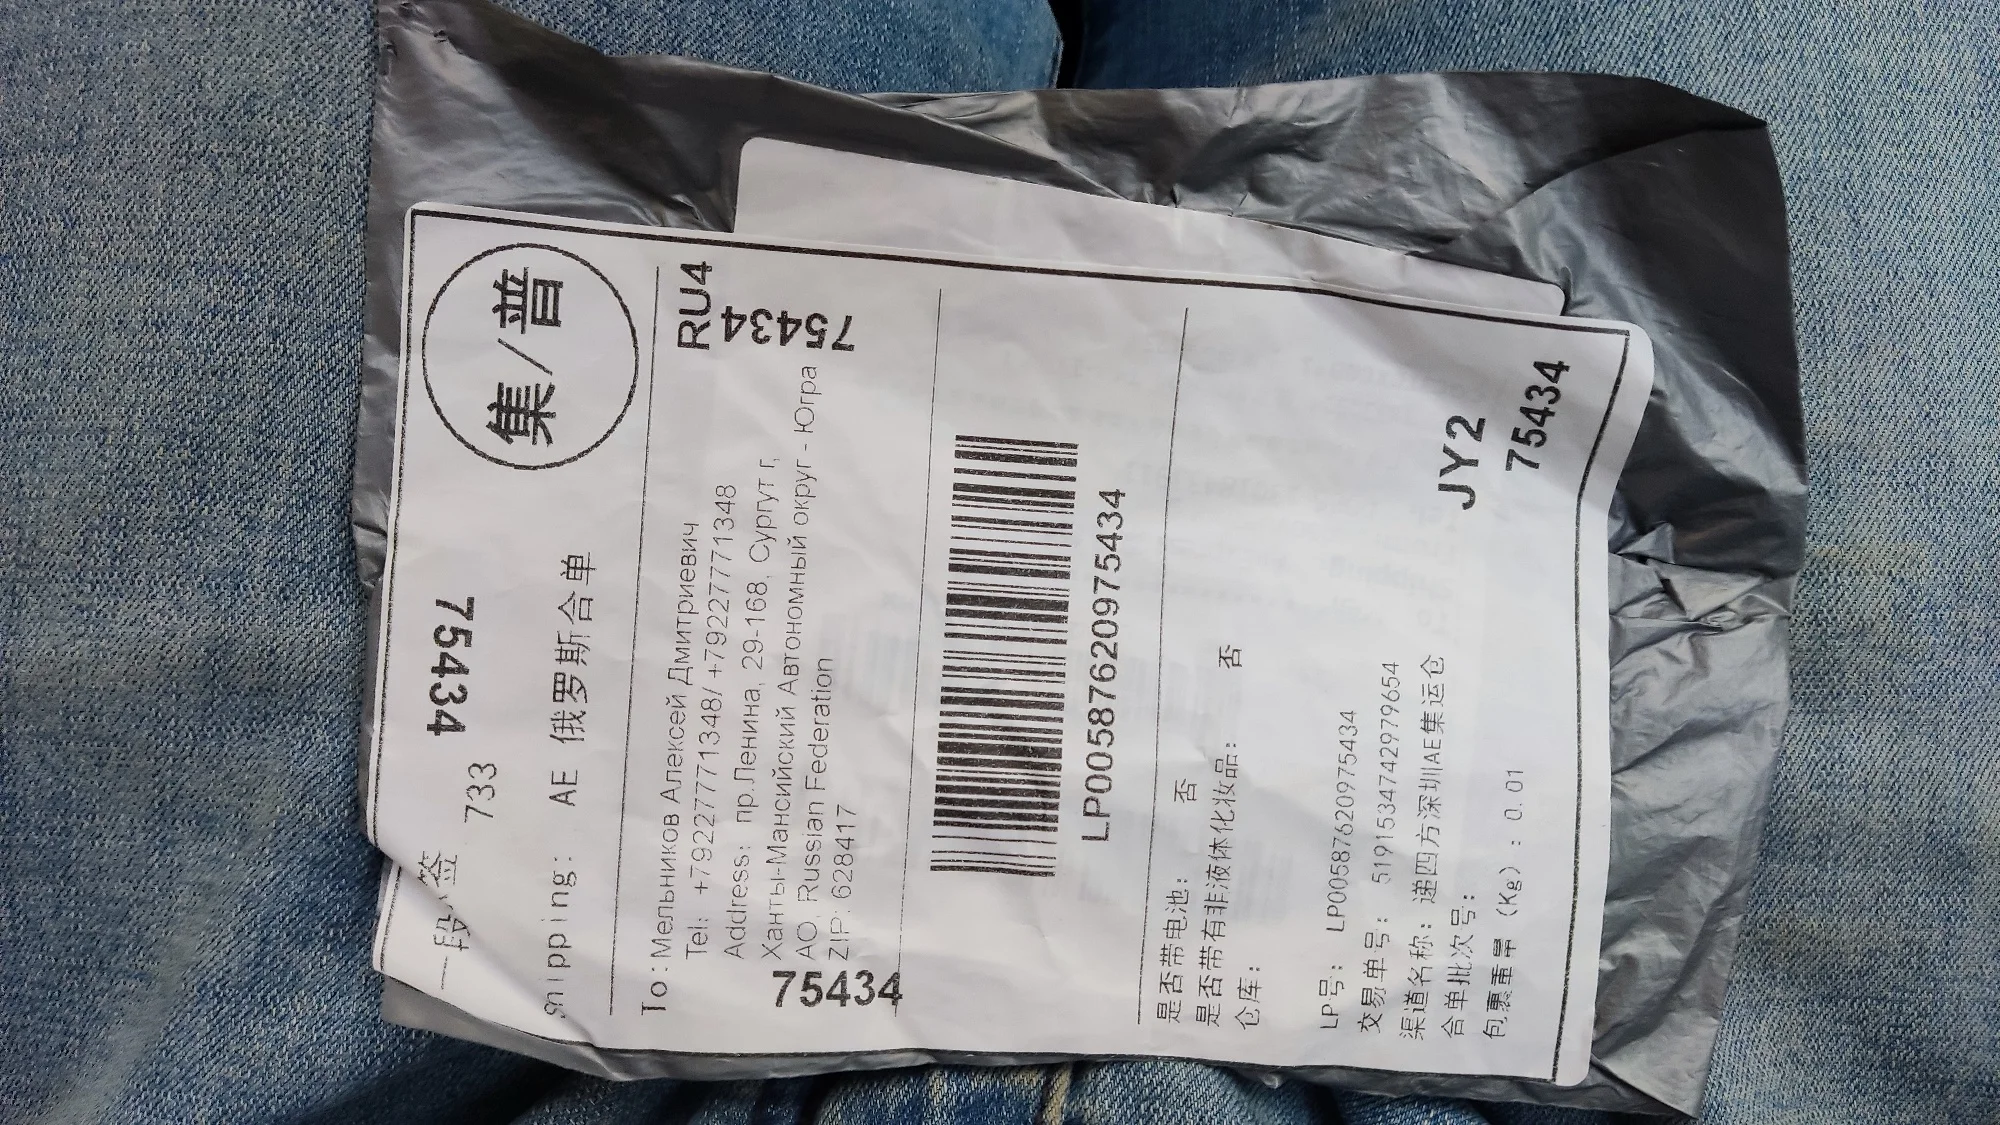 一段签
733
75434
集/普
Shipping: AE 俄罗斯合单
To: Мельников Алексей Дмитриевич
RU4
Tel: +79227771348/ +79227771348
75434
Address: пр.Ленина, 29-168, Сургут г,
Ханты-Мансийский Автономный округ - Югра
75434
АО, Russian Federation
ZIP: 628417
75434
LP00587620975434
是否带电池: 否
是否带有非液体化妆品: 否
仓库:
LP号: LP00587620975434
交易单号: 5191534742979654
渠道名称: 递四方深圳AE集运仓
合单批次号:
JY2
包裹重量 (Kg) : 0.01
75434